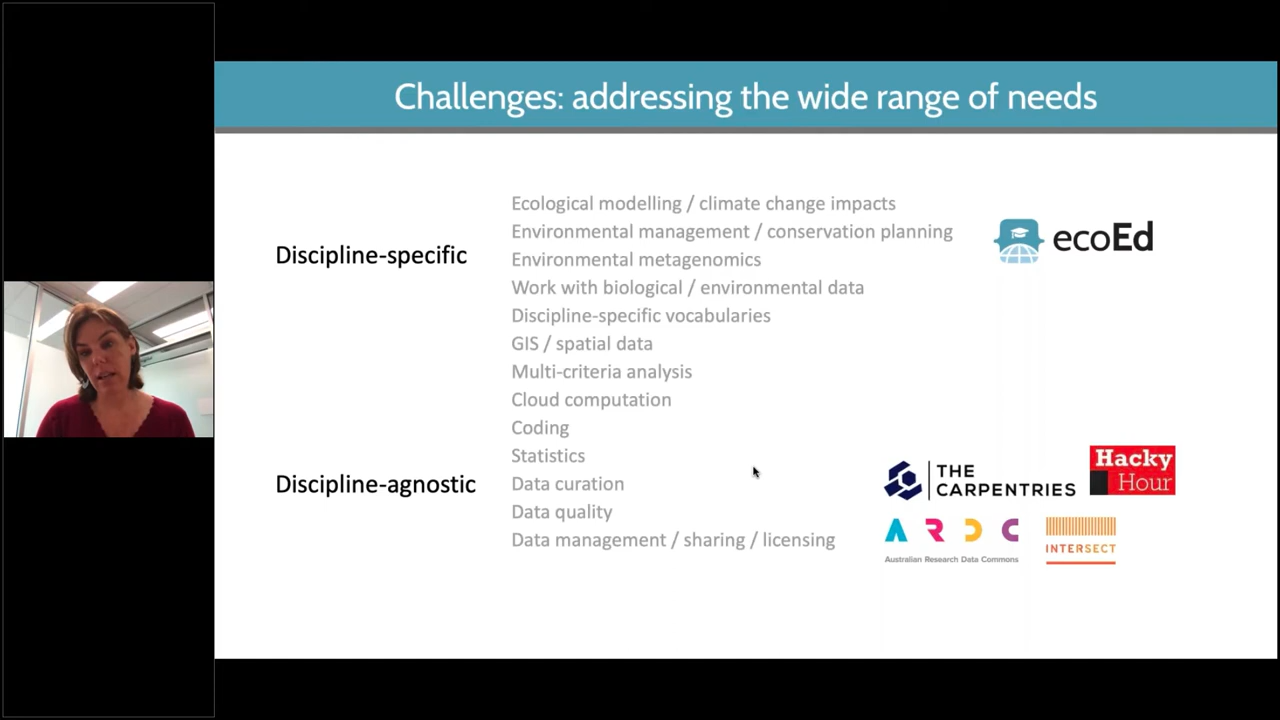 Challenges: addressing the wide range of needs
Discipline-specific
Ecological modelling / climate change impacts
Environmental management / conservation planning
Environmental metagenomics
Work with biological / environmental data
Discipline-specific vocabularies
GIS / spatial data
Multi-criteria analysis
Cloud computation
Coding
Statistics
Data curation
Data quality
Data management / sharing / licensing
ecoEd
Discipline-agnostic
THE
CARPENTRIES
Hacky
Hour
ARDC
Australian Research Data Commons
INTERSECT